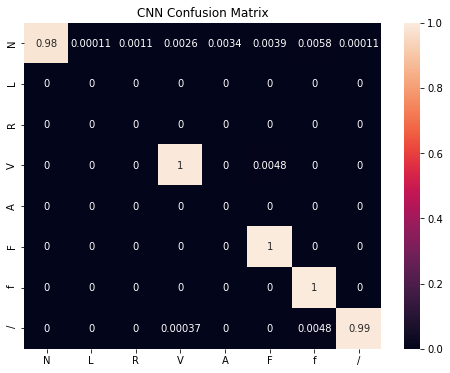 CNN Confusion Matrix
N 0.98 0.00011 0.0011 0.0026 0.0034 0.0039 0.0058 0.00011
L 0 0 0 0 0 0 0 0
R 0 0 0 0 0 0 0 0
V 0 0 0 1 0 0.0048 0 0
A 0 0 0 0 0 0 0 0
F 0 0 0 0 0 1 0 0
f 0 0 0 0 0 0 1 0
/ 0 0 0 0.00037 0 0 0.0048 0.99
N L R V A F f /
1.0
0.8
0.6
0.4
0.2
0.0